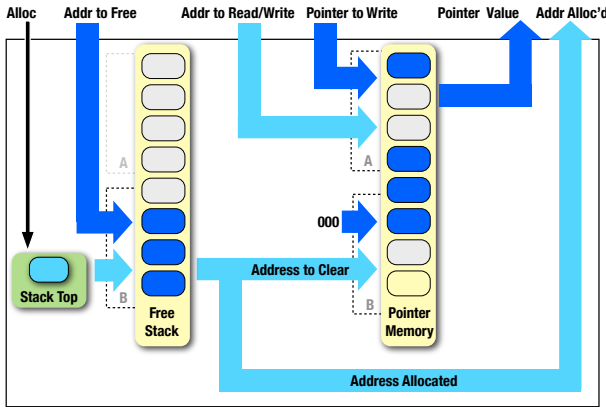 Alloc Addr to Free Addr to Read/Write Pointer to Write Pointer Value Addr Alloc'd
A
A
000
Address to Clear
Stack Top
B
B
Free
Stack
Pointer
Memory
Address Allocated